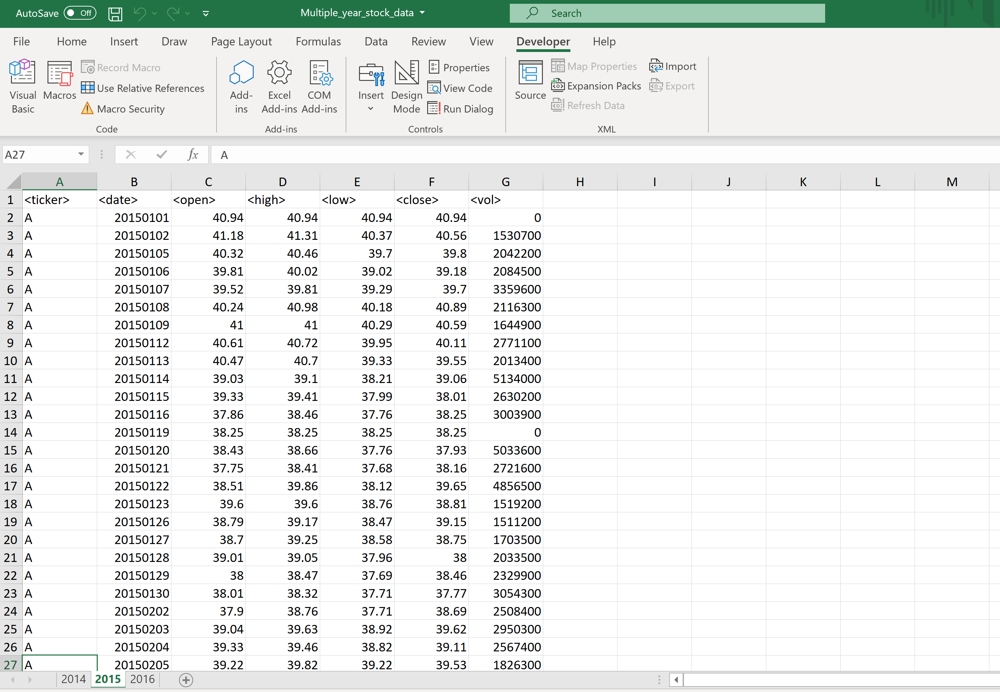 AutoSave Off Multiple_year_stock_data Search
File Home Insert Draw Page Layout Formulas Data Review View Developer Help
Visual Basic Macros Record Macro Use Relative References Macro Security
Code
Add-ins Excel Add-ins COM Add-ins
Add-ins
Insert Design Mode Properties View Code Run Dialog
Controls
Source Map Properties Expansion Packs Refresh Data Import Export
XML
A27 fx A
A B C D E F G H I J K L M
1 <ticker> <date> <open> <high> <low> <close> <vol>
2 A 20150101 40.94 40.94 40.94 40.94 0
3 A 20150102 41.18 41.31 40.37 40.56 1530700
4 A 20150105 40.32 40.46 39.7 39.8 2042200
5 A 20150106 39.81 40.02 39.02 39.18 2084500
6 A 20150107 39.52 39.81 39.29 39.7 3359600
7 A 20150108 40.24 40.98 40.18 40.89 2116300
8 A 20150109 41 41 40.29 40.59 1644900
9 A 20150112 40.61 40.72 39.95 40.11 2771100
10 A 20150113 40.47 40.7 39.33 39.55 2013400
11 A 20150114 39.03 39.1 38.21 39.06 5134000
12 A 20150115 39.33 39.41 37.99 38.01 2630200
13 A 20150116 37.86 38.46 37.76 38.25 3003900
14 A 20150119 38.25 38.25 38.25 38.25 0
15 A 20150120 38.43 38.66 37.76 37.93 5033600
16 A 20150121 37.75 38.41 37.68 38.16 2721600
17 A 20150122 38.51 39.86 38.12 39.65 4856500
18 A 20150123 39.6 39.6 38.76 38.81 1519200
19 A 20150126 38.79 39.17 38.47 39.15 1511200
20 A 20150127 38.7 39.25 38.58 38.75 1703500
21 A 20150128 39.01 39.05 37.96 38 2033500
22 A 20150129 38 38.47 37.69 38.46 2329900
23 A 20150130 38.01 38.32 37.71 37.77 3054300
24 A 20150202 37.9 38.76 37.71 38.69 2508400
25 A 20150203 39.04 39.63 38.92 39.62 2950300
26 A 20150204 39.33 39.46 38.82 39.11 2567400
27 A 20150205 39.22 39.82 39.22 39.53 1826300
2014 2015 2016